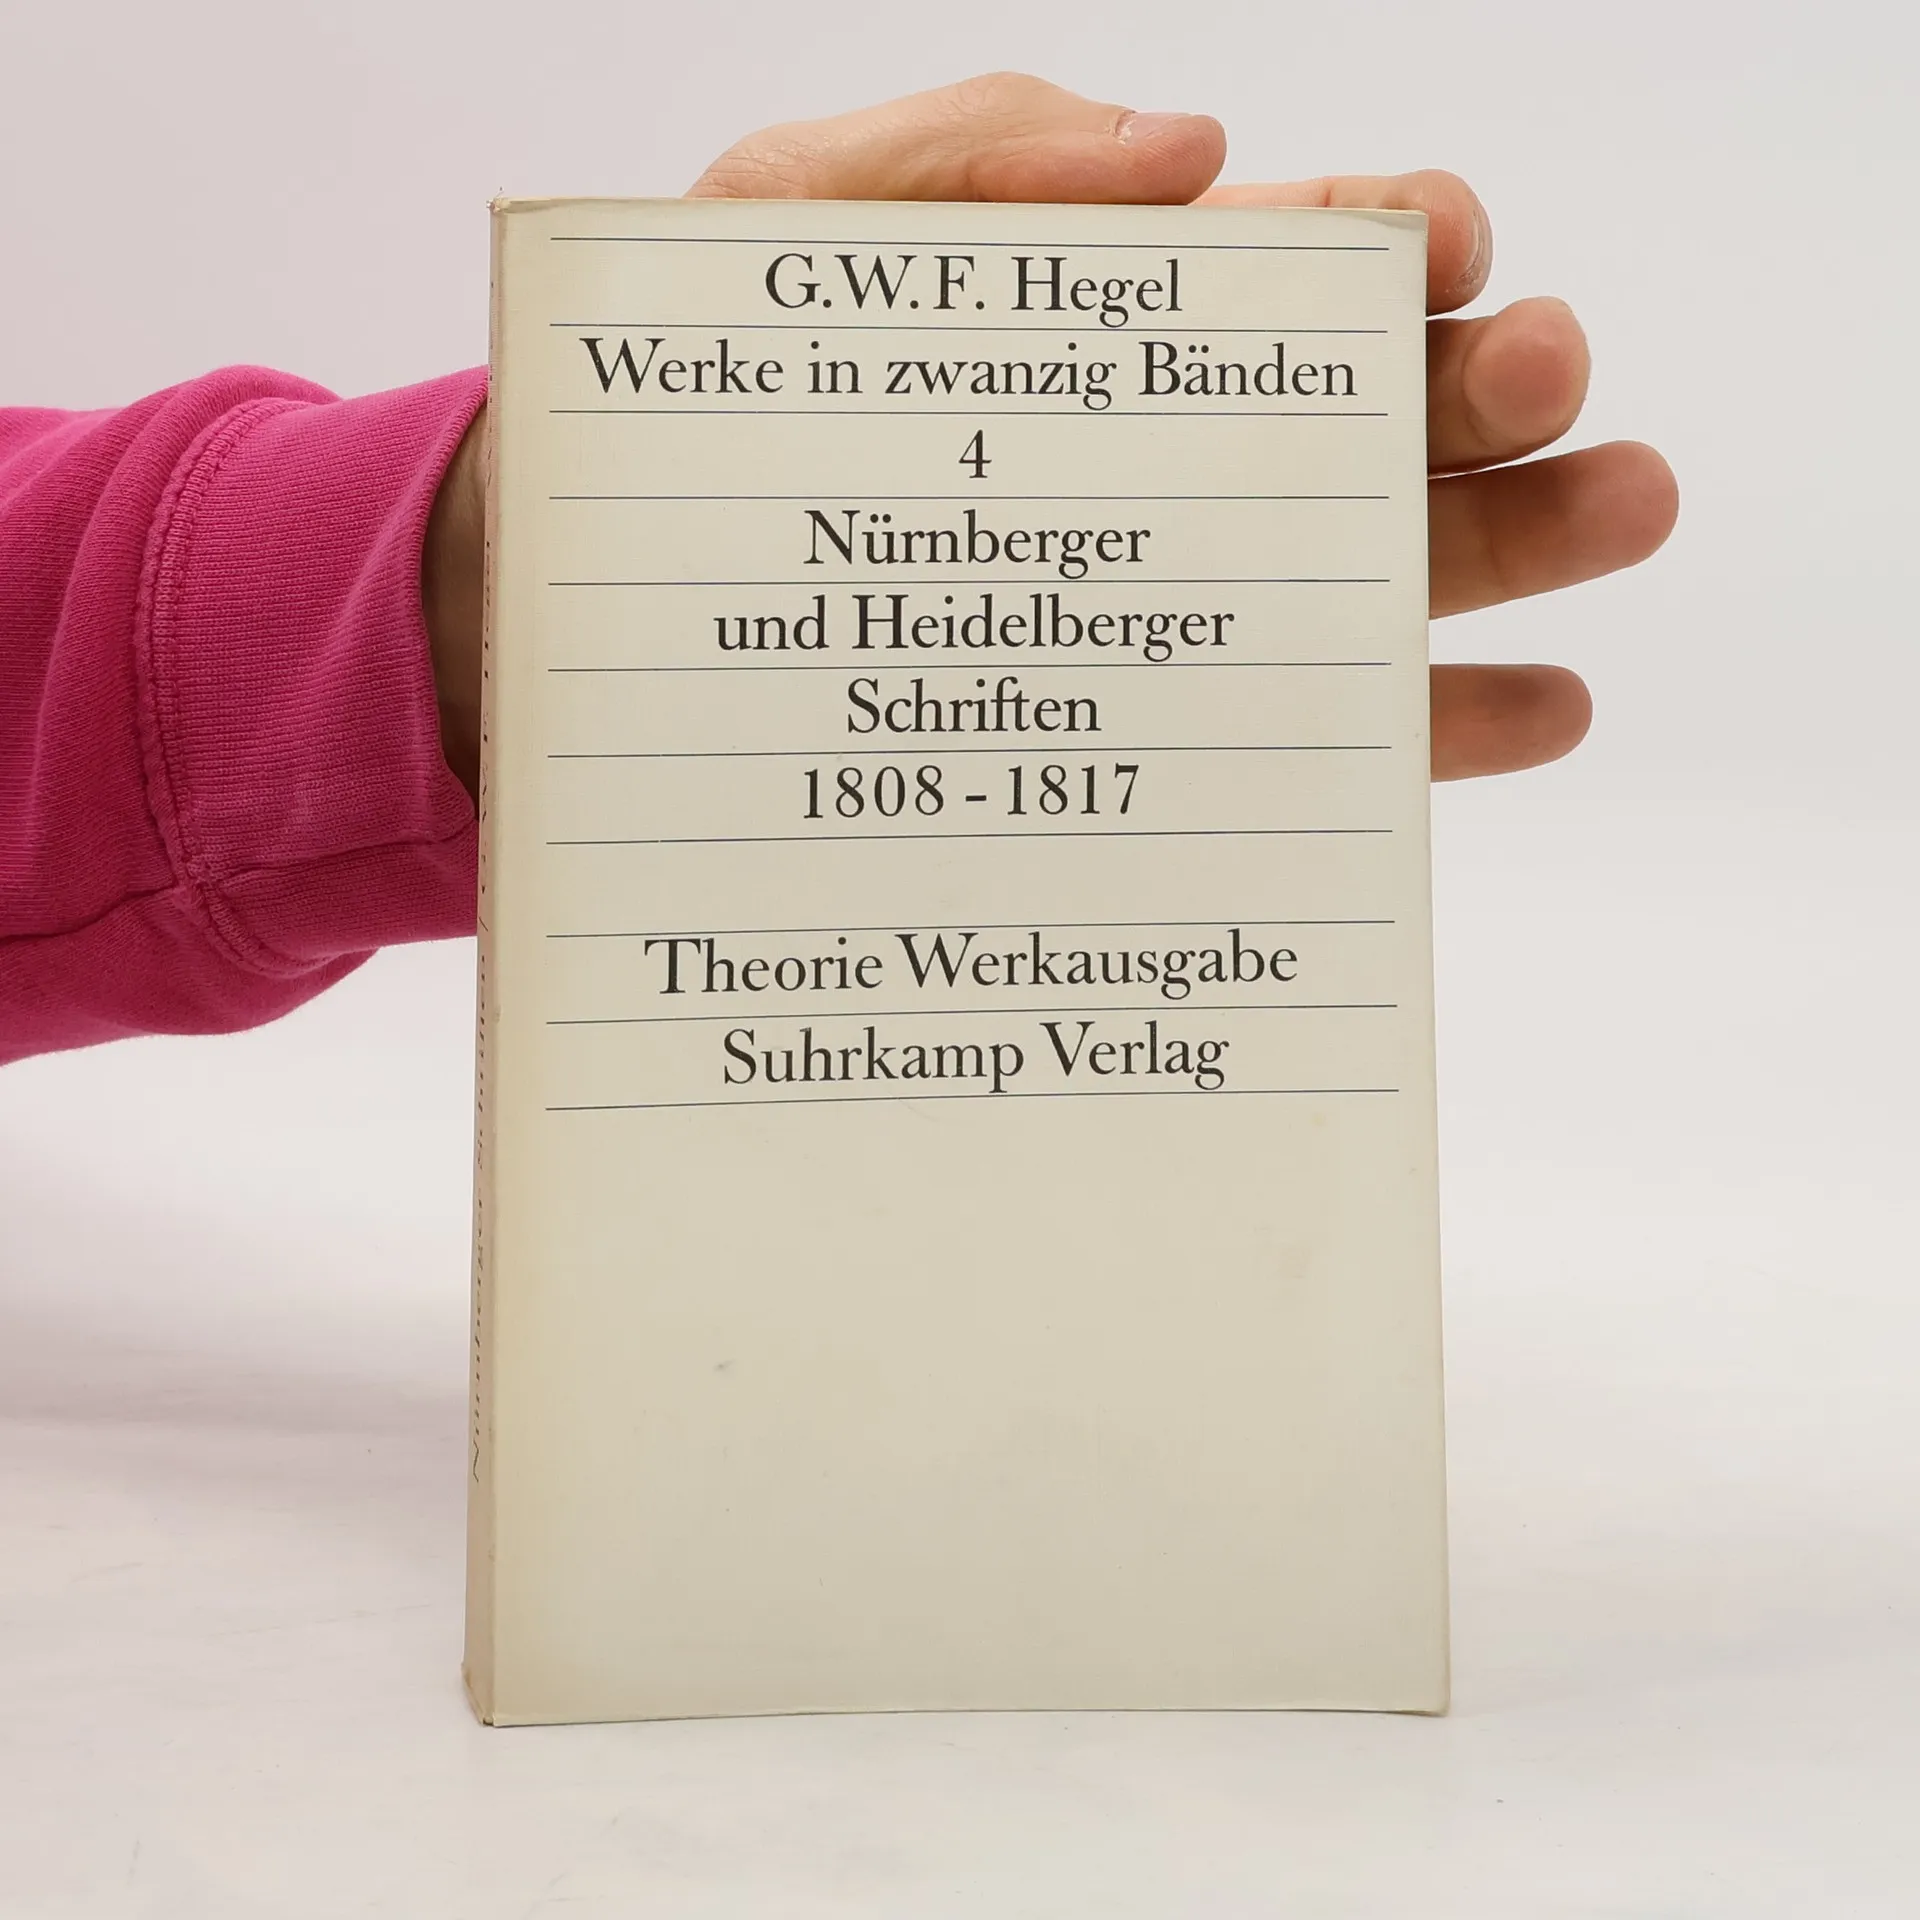 G.W.F. Hegel
Werke in zwanzig Bänden
4
Nürnberger
und Heidelberger
Schriften
1808 - 1817
Theorie Werkausgabe
Suhrkamp Verlag